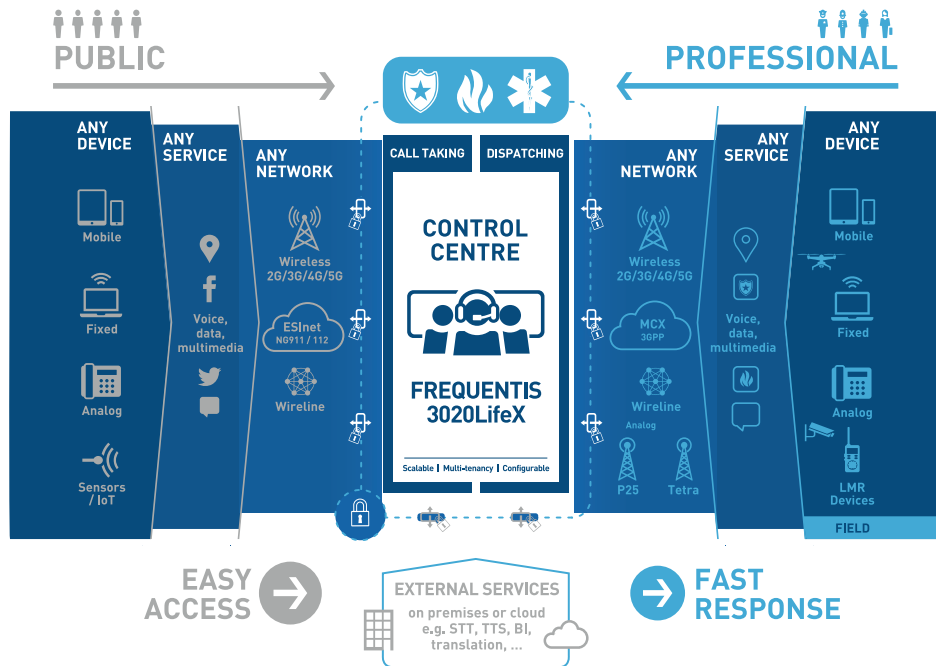 PUBLIC
PROFESSIONAL
ANY
DEVICE
Mobile
Fixed
Analog
Sensors
/ IoT
ANY
SERVICE
Voice,
data,
multimedia
ANY
NETWORK
Wireless
2G/3G/4G/5G
ESInet
NG911 / 112
Wireline
CALL TAKING
DISPATCHING
CONTROL
CENTRE
FREQUENTIS
3020LifeX
Scalable | Multi-tenancy | Configurable
ANY
NETWORK
Wireless
2G/3G/4G/5G
MCX
3GPP
Wireline
Analog
P25
Tetra
ANY
SERVICE
Voice,
data,
multimedia
ANY
DEVICE
Mobile
Fixed
Analog
LMR
Devices
FIELD
EASY
ACCESS
EXTERNAL SERVICES
on premises or cloud
e.g. STT, TTS, BI,
translation, ...
FAST
RESPONSE